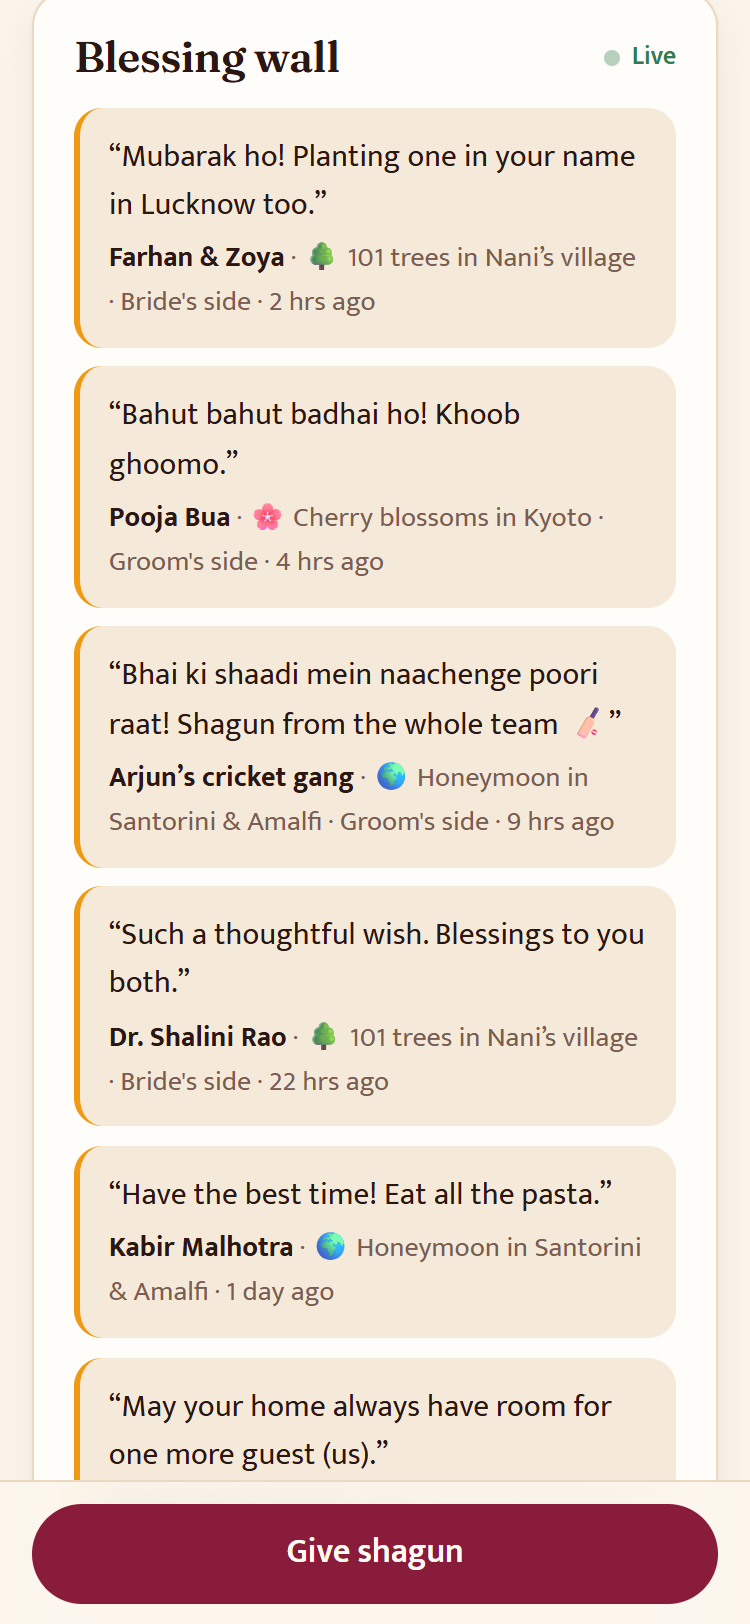 Blessing wall
Live
“Mubarak ho! Planting one in your name
in Lucknow too.”
Farhan & Zoya · 🌳 101 trees in Nani’s village
· Bride's side · 2 hrs ago
“Bahut bahut badhai ho! Khoob
ghoomo.”
Pooja Bua · 🌸 Cherry blossoms in Kyoto ·
Groom's side · 4 hrs ago
“Bhai ki shaadi mein naachenge poori
raat! Shagun from the whole team 🏏”
Arjun’s cricket gang · 🌍 Honeymoon in
Santorini & Amalfi · Groom's side · 9 hrs ago
“Such a thoughtful wish. Blessings to you
both.”
Dr. Shalini Rao · 🌳 101 trees in Nani’s village
· Bride's side · 22 hrs ago
“Have the best time! Eat all the pasta.”
Kabir Malhotra · 🌍 Honeymoon in Santorini
& Amalfi · 1 day ago
“May your home always have room for
one more guest (us).”
Give shagun